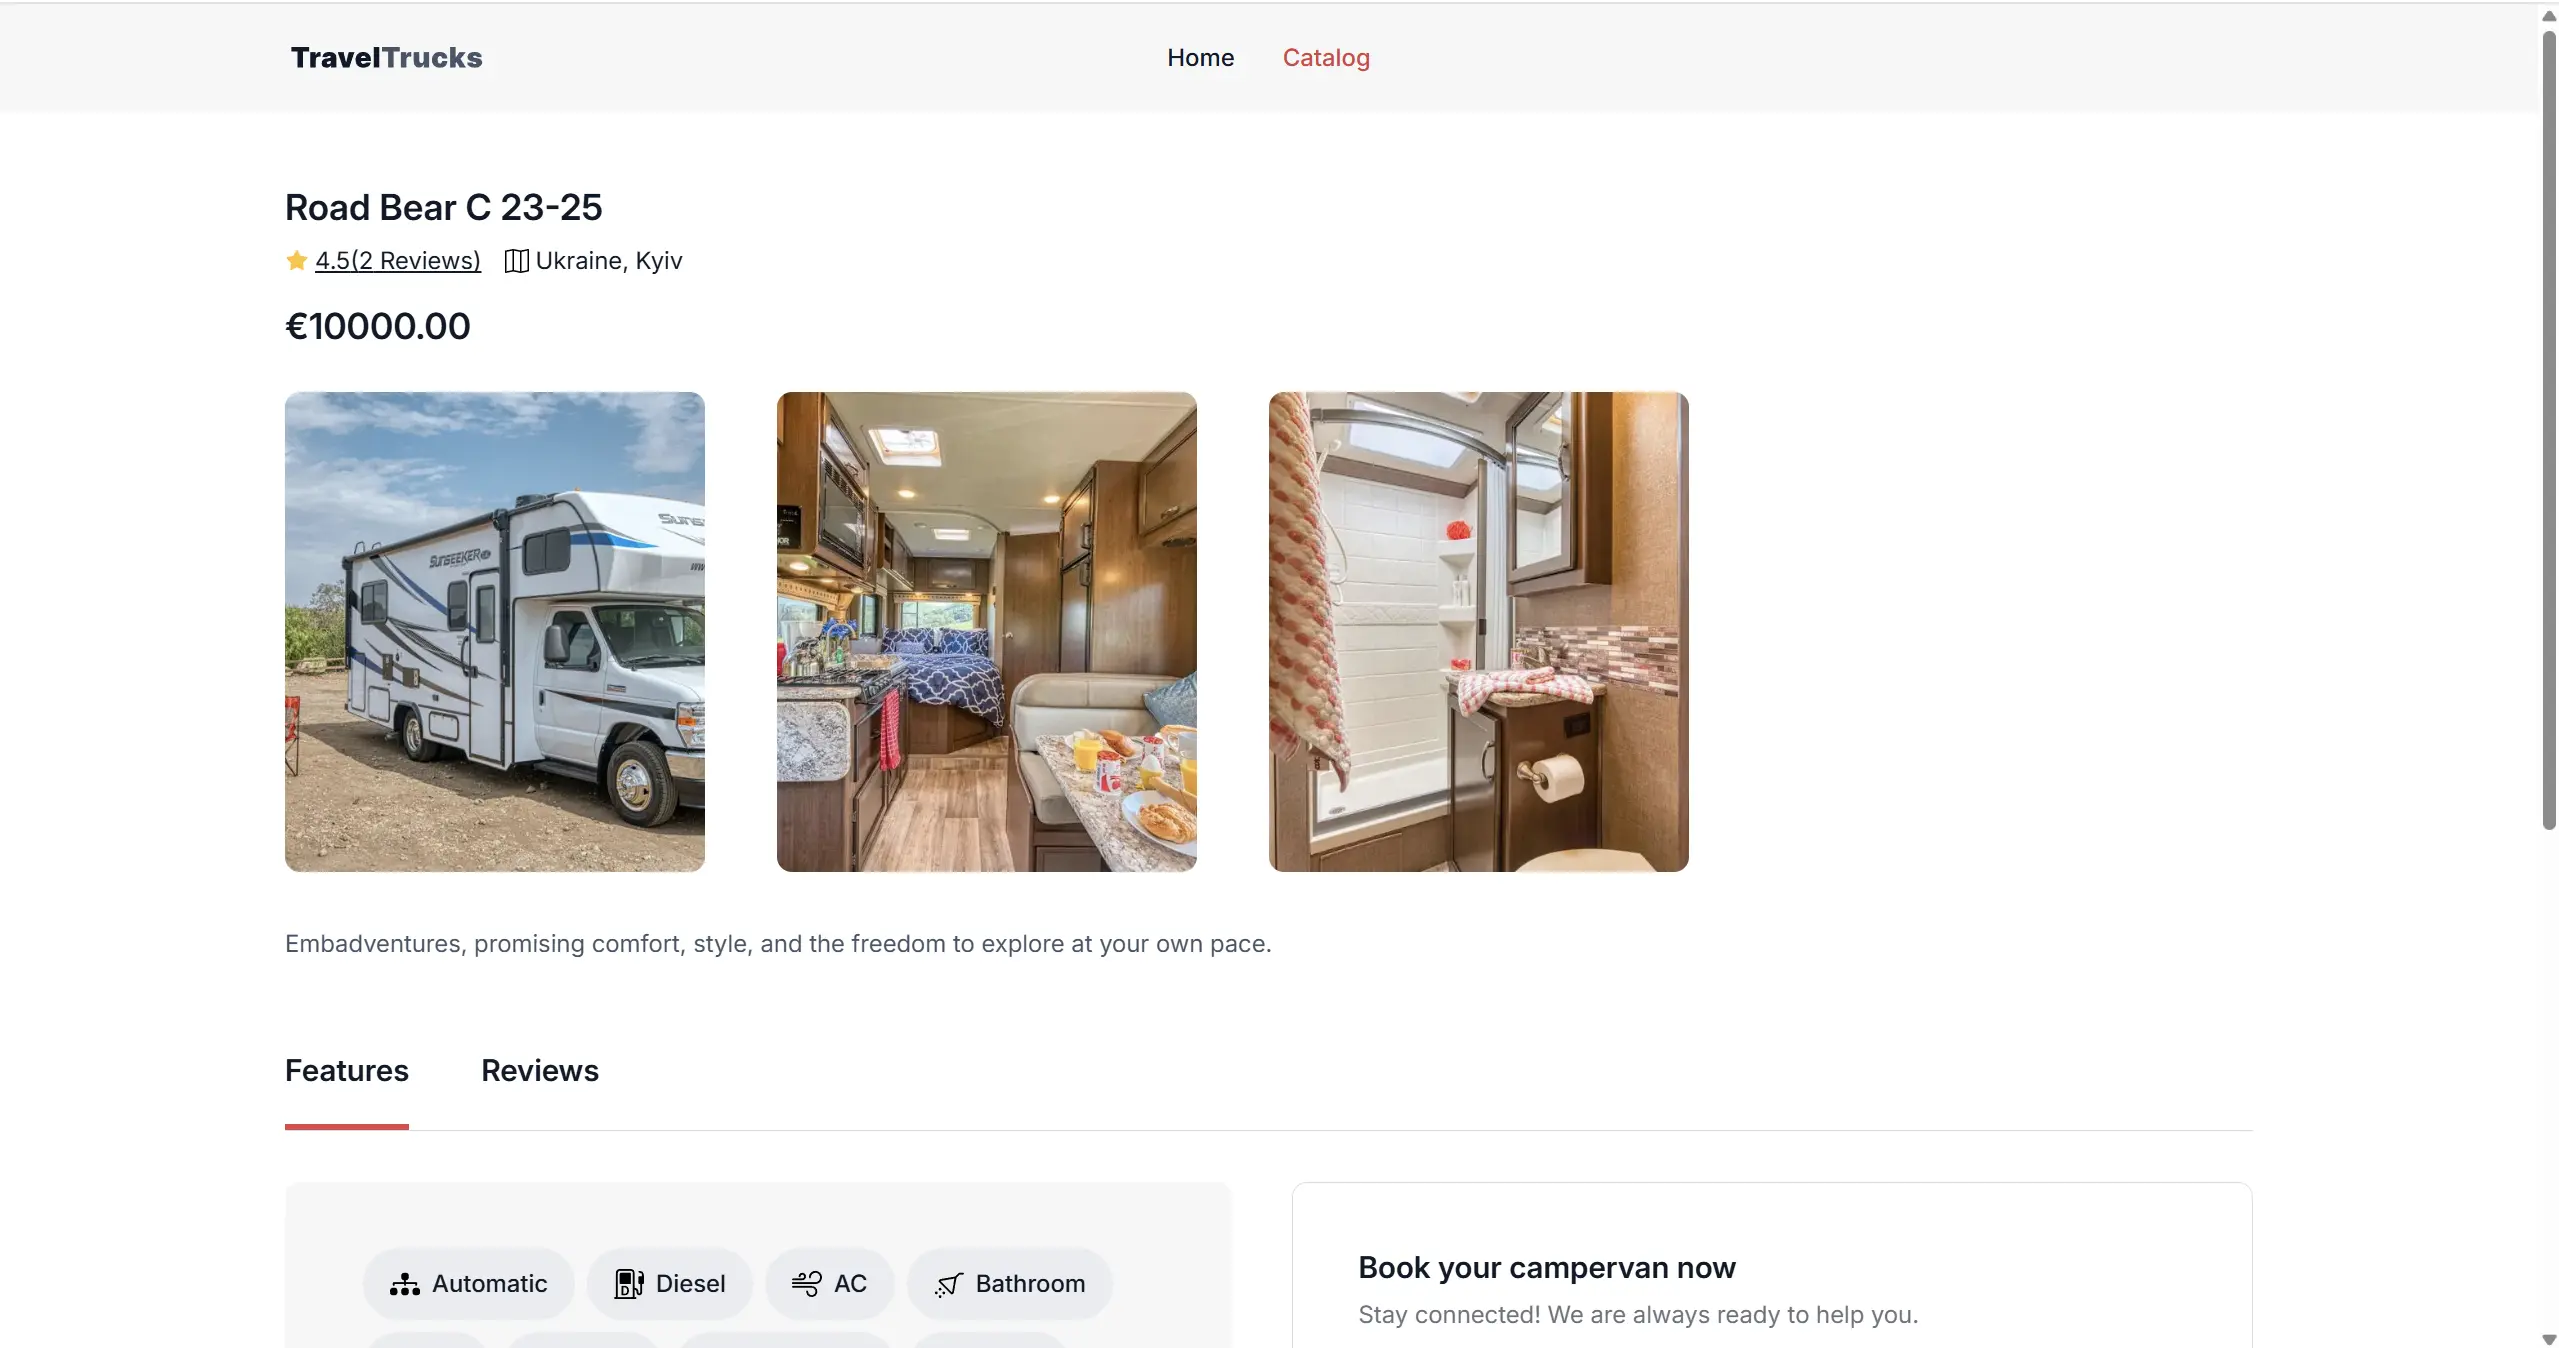 TravelTrucks
Home Catalog
Road Bear C 23-25
4.5(2 Reviews) Ukraine, Kyiv
€10000.00
SUNSEEKER
Embadventures, promising comfort, style, and the freedom to explore at your own pace.
Features Reviews
Automatic Diesel AC Bathroom
Book your campervan now
Stay connected! We are always ready to help you.